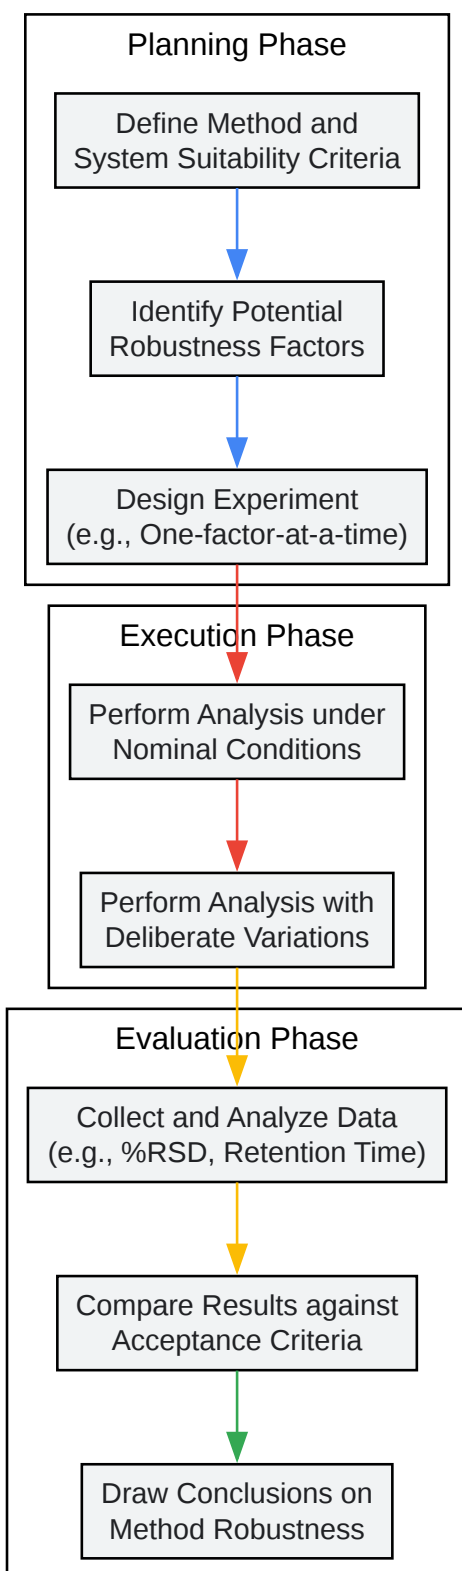 Planning Phase
Define Method and
System Suitability Criteria
Identify Potential
Robustness Factors
Design Experiment
(e.g., One-factor-at-a-time)
Execution Phase
Perform Analysis under
Nominal Conditions
Perform Analysis with
Deliberate Variations
Evaluation Phase
Collect and Analyze Data
(e.g., %RSD, Retention Time)
Compare Results against
Acceptance Criteria
Draw Conclusions on
Method Robustness